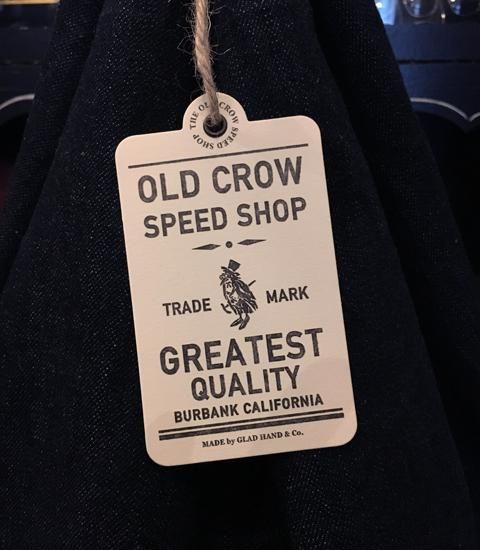 THE OLD CROW SPEED SHOP
OLD CROW
SPEED SHOP
TRADE MARK
GREATEST
QUALITY
BURBANK CALIFORNIA
MADE by GLAD HAND & Co.